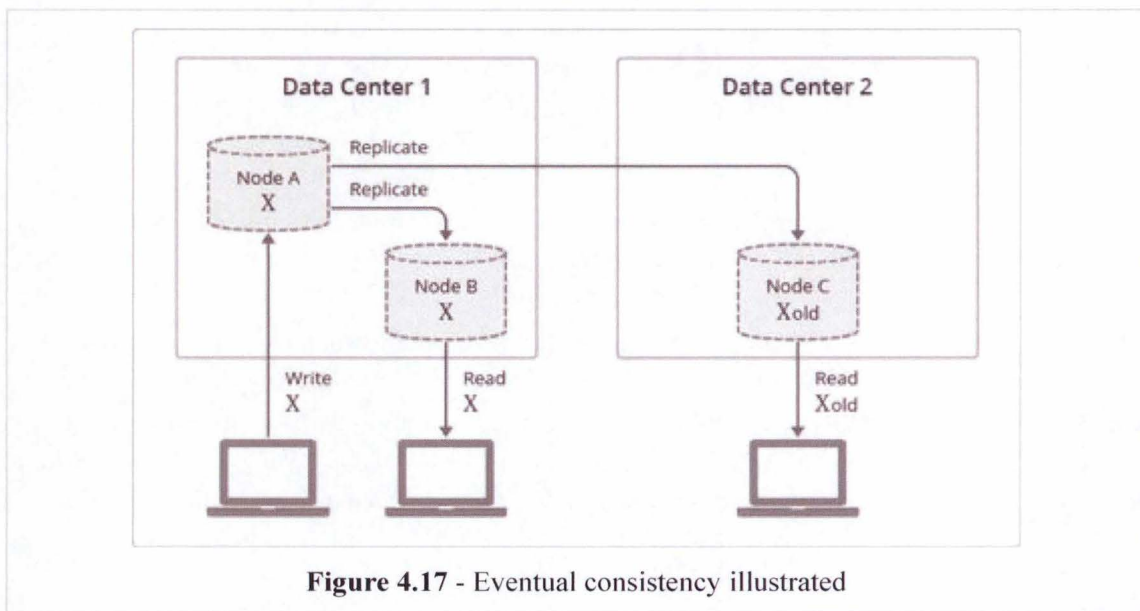 Data Center 1
Data Center 2
Replicate
Node A
X
Replicate
Node B
X
Node C
Xold
Write
X
Read
X
Read
Xold
Figure 4.17 - Eventual consistency illustrated